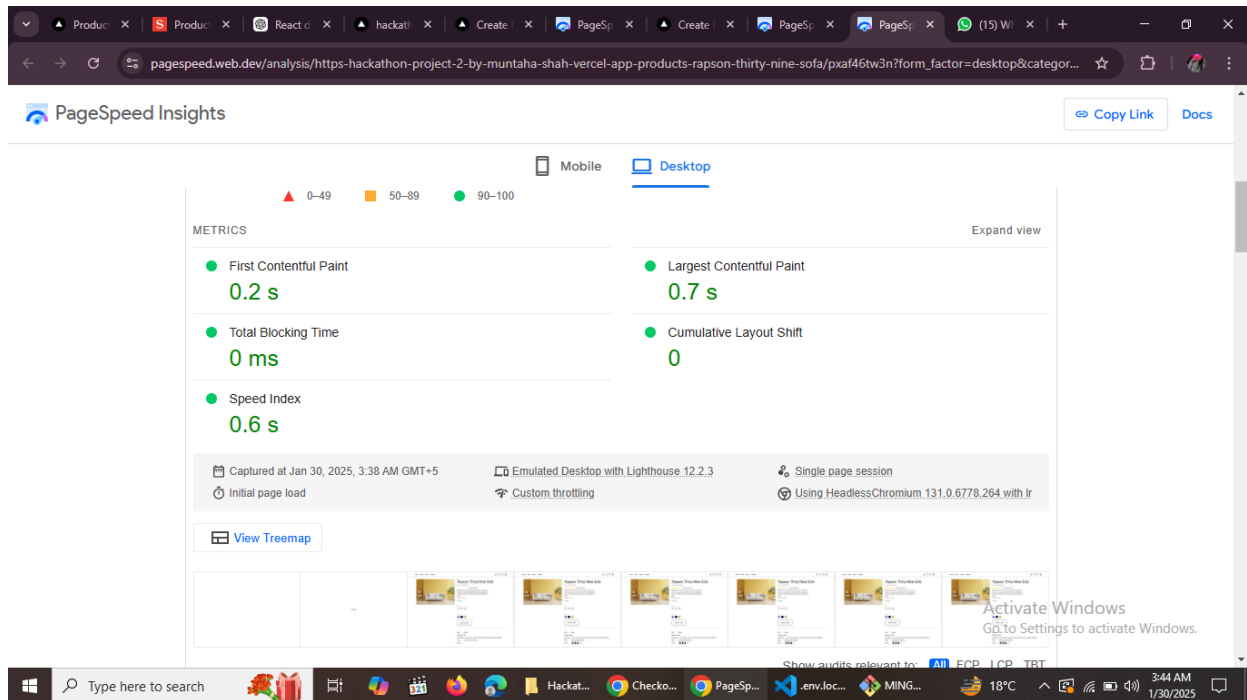 Product
Product
React d
hackath
Create
PageSp
Create
PageSp
PageSp
(15) Wh
pagespeed.web.dev/analysis/https-hackathon-project-2-by-muntaha-shah-vercel-app-products-rapson-thirty-nine-sofa/pxaf46tw3n?form_factor=desktop&categor...
PageSpeed Insights
Copy Link Docs
Mobile Desktop
0–49 50–89 90–100
METRICS Expand view
First Contentful Paint
0.2 s
Largest Contentful Paint
0.7 s
Total Blocking Time
0 ms
Cumulative Layout Shift
0
Speed Index
0.6 s
Captured at Jan 30, 2025, 3:38 AM GMT+5
Emulated Desktop with Lighthouse 12.2.3
Single page session
Initial page load
Custom throttling
Using HeadlessChromium 131.0.6778.264 with lr
View Treemap
Activate Windows
Go to Settings to activate Windows.
Show audits relevant to: All FCP LCP TBT
Type here to search
321
Hackat...
Checko...
PageSp...
.env.loc...
MING...
18°C
3:44 AM
1/30/2025